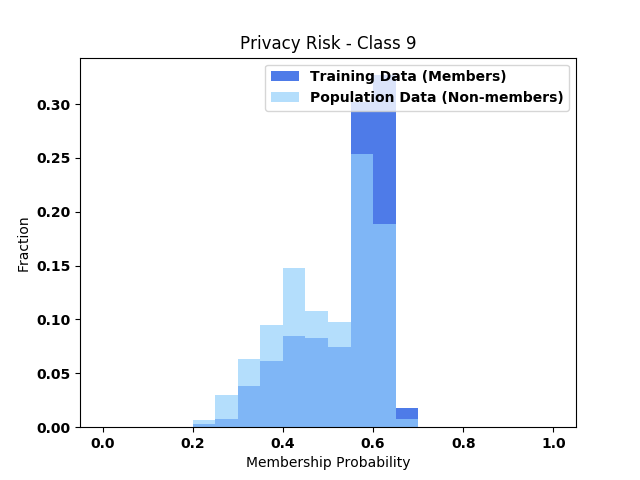 Privacy Risk - Class 9
Training Data (Members)
Population Data (Non-members)
0.30
0.25
0.20
0.15
0.10
0.05
0.00
Fraction
0.0 0.2 0.4 0.6 0.8 1.0
Membership Probability